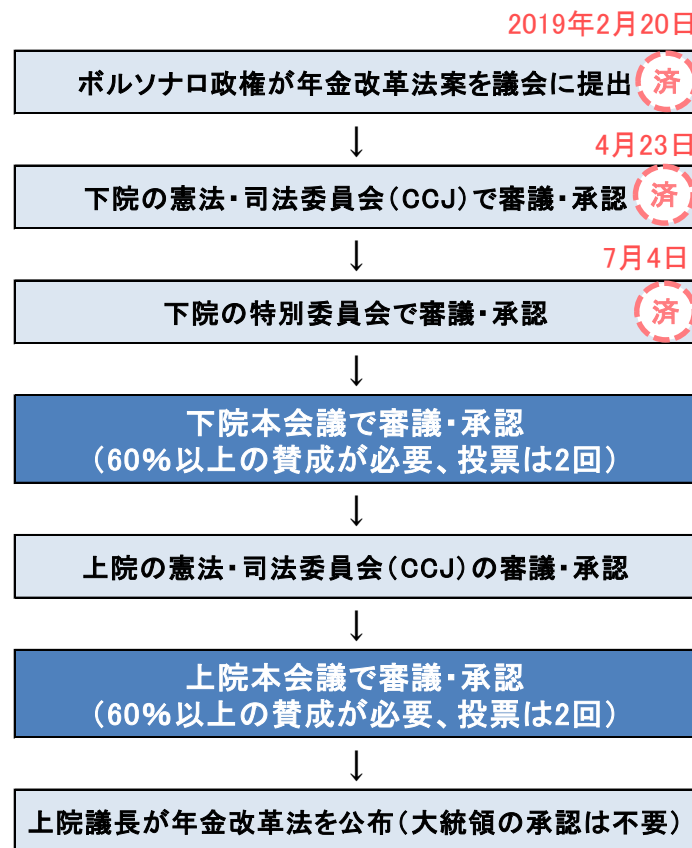 2019年2月20日
ボルソナロ政権が年金改革法案を議会に提出 済
↓
4月23日
下院の憲法・司法委員会（CCJ）で審議・承認 済
↓
7月4日
下院の特別委員会で審議・承認 済
↓
下院本会議で審議・承認
（60％以上の賛成が必要、投票は2回）
↓
上院の憲法・司法委員会（CCJ）の審議・承認
↓
上院本会議で審議・承認
（60％以上の賛成が必要、投票は2回）
↓
上院議長が年金改革法を公布（大統領の承認は不要）